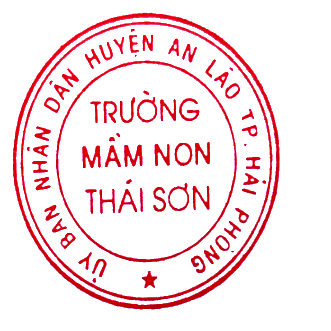 ỦY BAN NHÂN DÂN HUYỆN AN LÃO TP. HẢI PHÒNG
TRƯỜNG
MẦM NON
THÁI SƠN